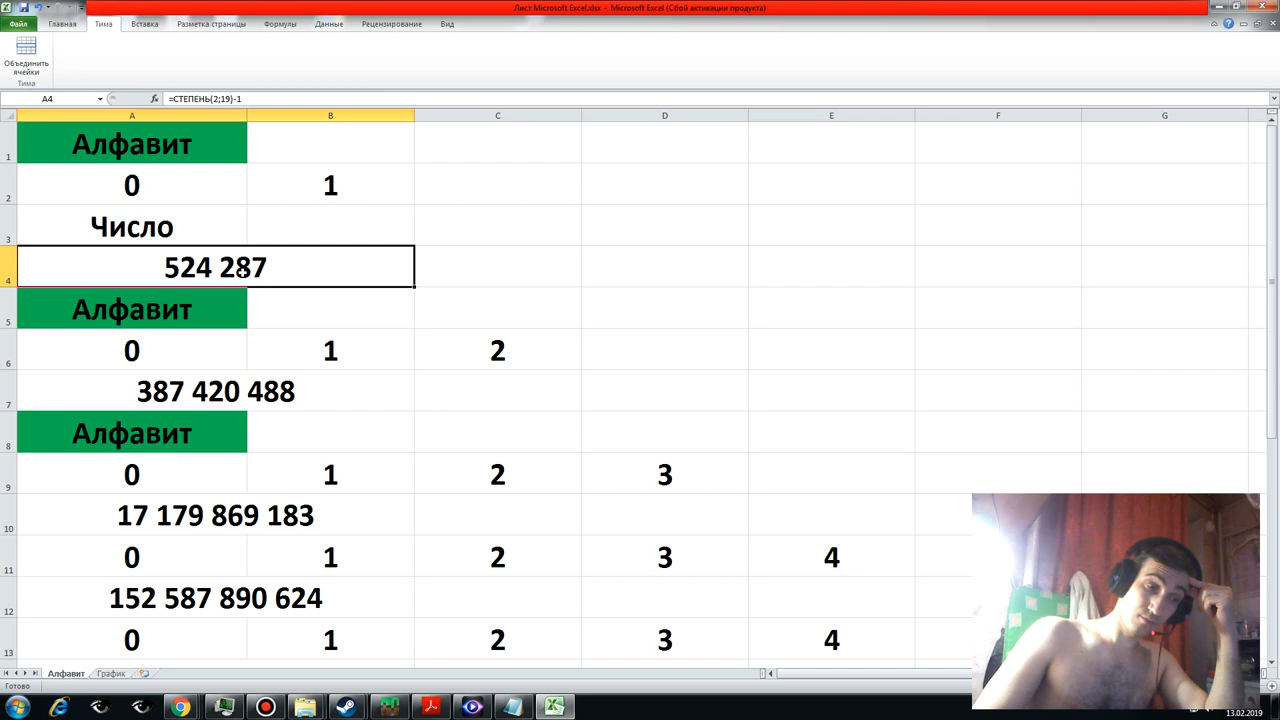 Лист Microsoft Excel.xlsx - Microsoft Excel (Сбой активации продукта)
Файл Главная Тима Вставка Разметка страницы Формулы Данные Рецензирование Вид
Объединить
ячейки
Тима
A4 fx =СТЕПЕНЬ(2;19)-1
A B C D E F G
1 Алфавит
2 0 1
3 Число
4 524 287
5 Алфавит
6 0 1 2
7 387 420 488
8 Алфавит
9 0 1 2 3
10 17 179 869 183
11 0 1 2 3 4
12 152 587 890 624
13 0 1 2 3 4
Алфавит График
Готово
13.02.2019